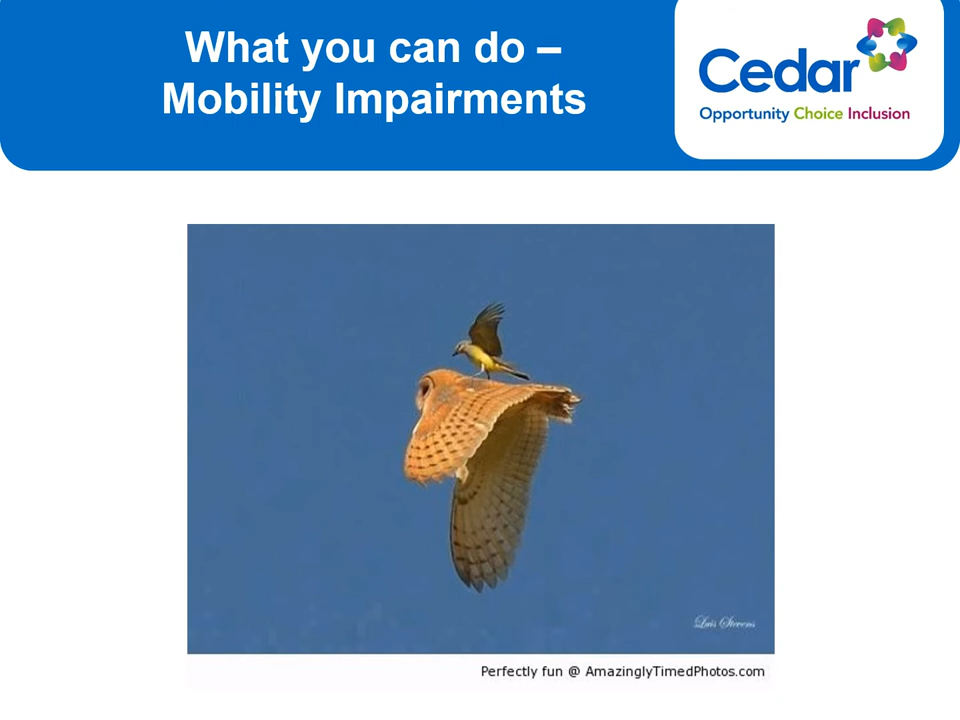 What you can do –
Mobility Impairments
Cedar
Opportunity Choice Inclusion
Luis Stevens
Perfectly fun @ AmazinglyTimedPhotos.com